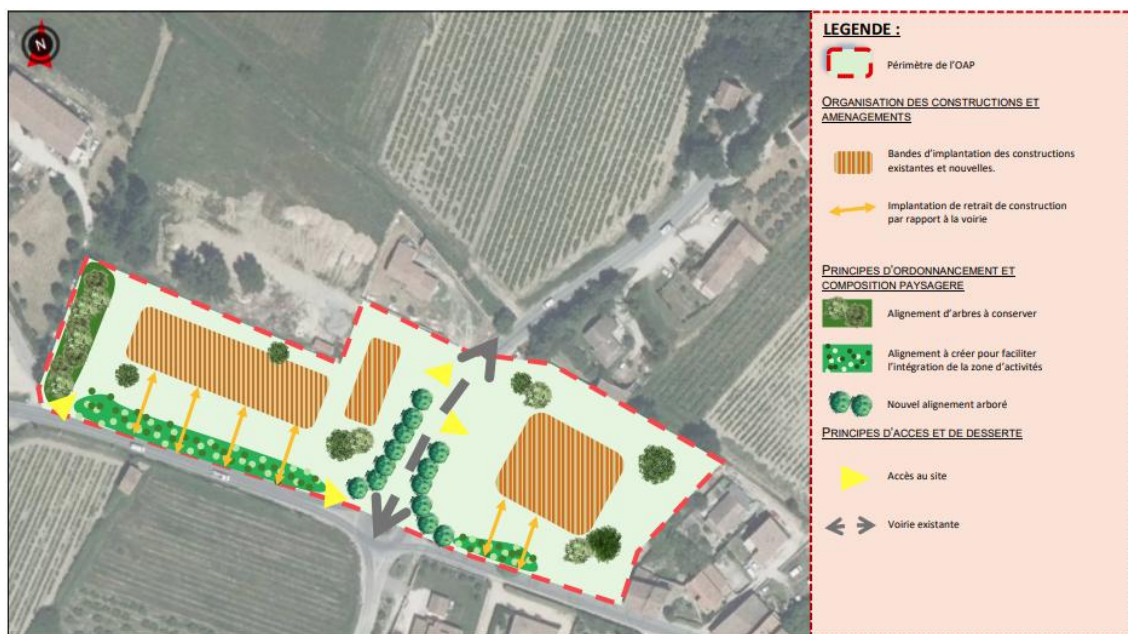 N
LEGENDE :
Périmètre de l'OAP
ORGANISATION DES CONSTRUCTIONS ET
AMENAGEMENTS
Bandes d'implantation des constructions
existantes et nouvelles.
Implantation de retrait de construction
par rapport à la voirie
PRINCIPES D'ORDONNANCEMENT ET
COMPOSITION PAYSAGERE
Alignement d'arbres à conserver
Alignement à créer pour faciliter
l'intégration de la zone d'activités
Nouvel alignement arboré
PRINCIPES D'ACCES ET DE DESSERTE
Accès au site
Voirie existante